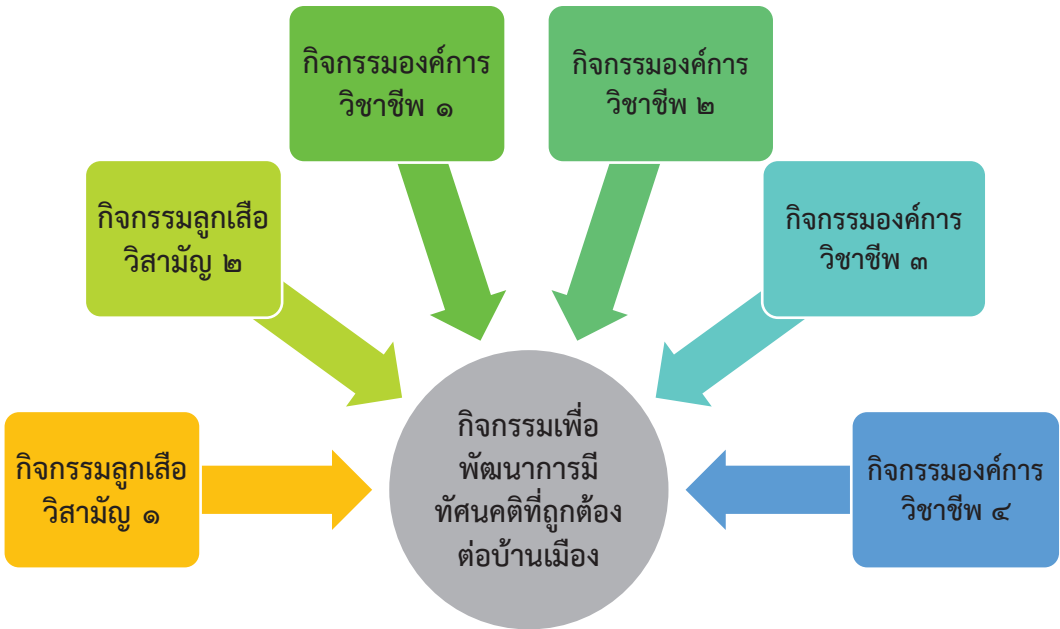 กิจกรรมองค์การ
วิชาชีพ ๑
กิจกรรมองค์การ
วิชาชีพ ๒
กิจกรรมลูกเสือ
วิสามัญ ๒
กิจกรรมองค์การ
วิชาชีพ ๓
กิจกรรมลูกเสือ
วิสามัญ ๑
กิจกรรมเพื่อ
พัฒนาการมี
ทัศนคติที่ถูกต้อง
ต่อบ้านเมือง
กิจกรรมองค์การ
วิชาชีพ ๔